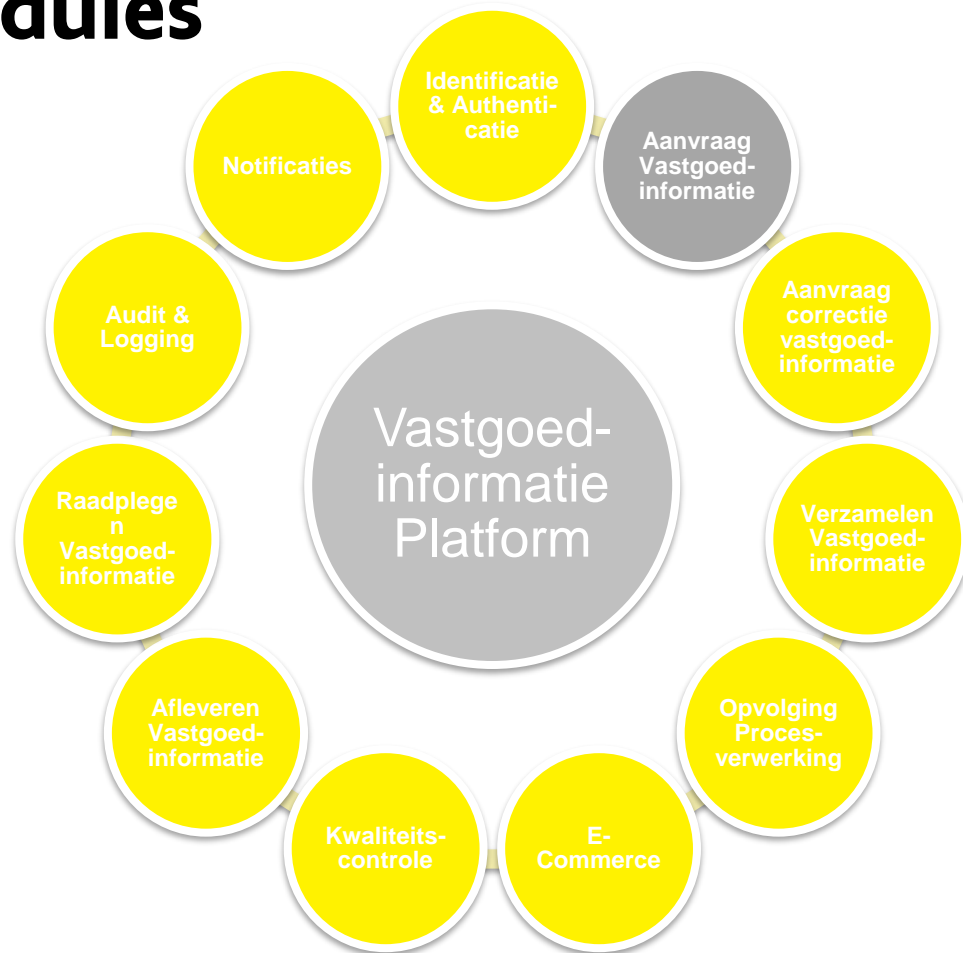 dules
Identificatie
& Authenti-
catie
Aanvraag
Vastgoed-
informatie
Aanvraag
correctie
vastgoed-
informatie
Verzamelen
Vastgoed-
informatie
Opvolging
Proces-
verwerking
E-
Commerce
Kwaliteits-
controle
Afleveren
Vastgoed-
informatie
Raadplege
n
Vastgoed-
informatie
Audit &
Logging
Notificaties
Vastgoed-
informatie
Platform